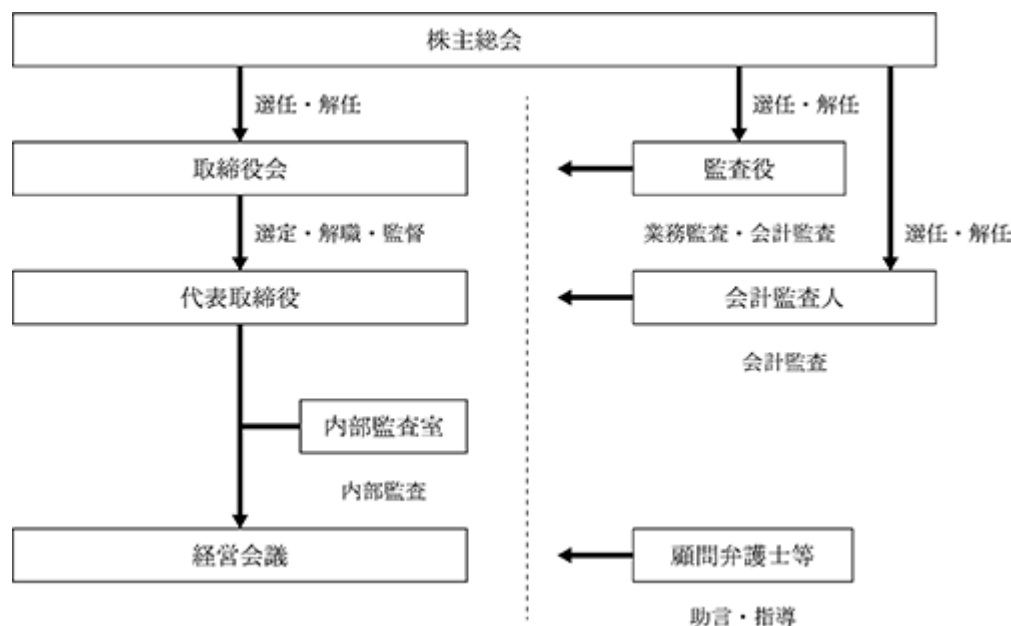 株主総会
選任・解任
選任・解任
取締役会
監査役
選定・解職・監督
業務監査・会計監査
選任・解任
代表取締役
会計監査人
会計監査
内部監査室
内部監査
経営会議
顧問弁護士等
助言・指導